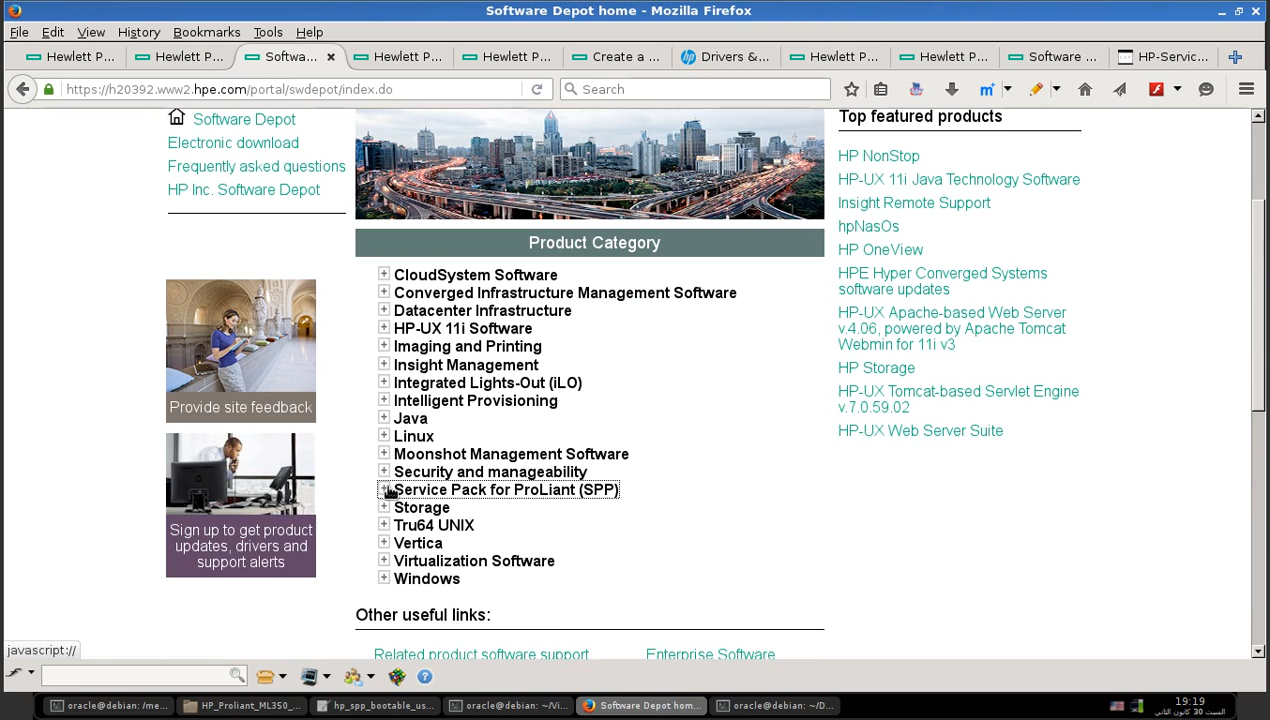 Software Depot home - Mozilla Firefox
File Edit View History Bookmarks Tools Help
Hewlett P... Hewlett P... Softwa... Hewlett P... Hewlett P... Create a ... Drivers &... Hewlett P... Hewlett P... Software ... HP-Servic...
https://h20392.www2.hpe.com/portal/swdepot/index.do
Search
Software Depot
Electronic download
Frequently asked questions
HP Inc. Software Depot
Provide site feedback
Sign up to get product
updates, drivers and
support alerts
Product Category
CloudSystem Software
Converged Infrastructure Management Software
Datacenter Infrastructure
HP-UX 11i Software
Imaging and Printing
Insight Management
Integrated Lights-Out (iLO)
Intelligent Provisioning
Java
Linux
Moonshot Management Software
Security and manageability
Service Pack for ProLiant (SPP)
Storage
Tru64 UNIX
Vertica
Virtualization Software
Windows
Other useful links:
Related product software support
Enterprise Software
Top featured products
HP NonStop
HP-UX 11i Java Technology Software
Insight Remote Support
hpNasOs
HP OneView
HPE Hyper Converged Systems
software updates
HP-UX Apache-based Web Server
v.4.06, powered by Apache Tomcat
Webmin for 11i v3
HP Storage
HP-UX Tomcat-based Servlet Engine
v.7.0.59.02
HP-UX Web Server Suite
javascript://
oracle@debian: /me... HP_Proliant_ML350_... hp_spp_bootable_us... oracle@debian: ~/Vi... Software Depot hom... oracle@debian: ~/D...
19:19
السبت 30 كانون الثاني